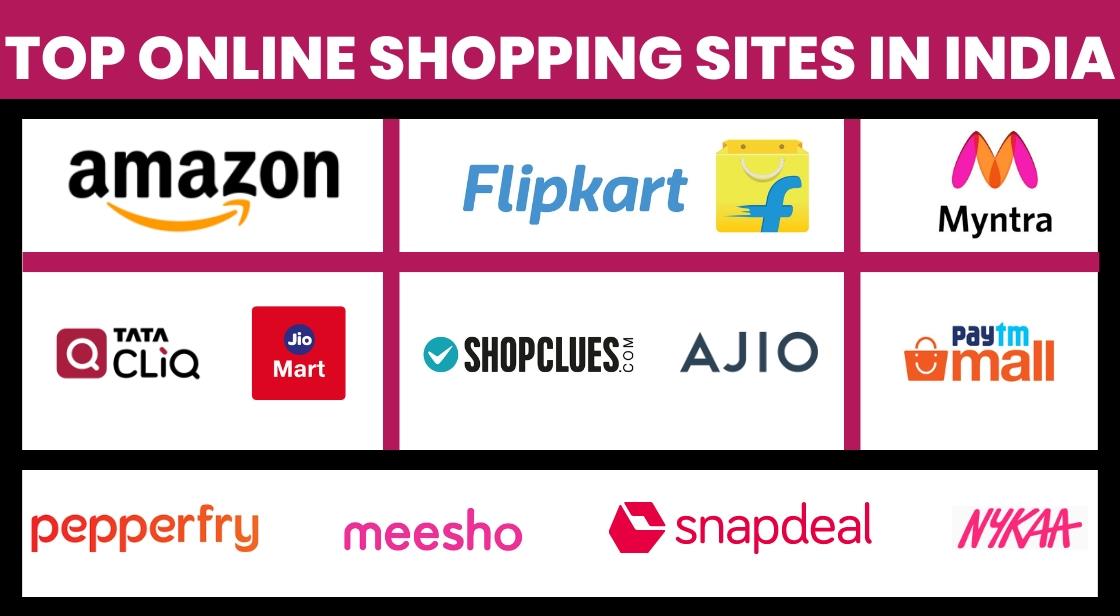 TOP ONLINE SHOPPING SITES IN INDIA
amazon
Flipkart
f
Myntra
TATA
CLiQ
Jio
Mart
SHOPCLUES.COM
AJIO
paytm
mall
pepperfry
meesho
snapdeal
NYKAA